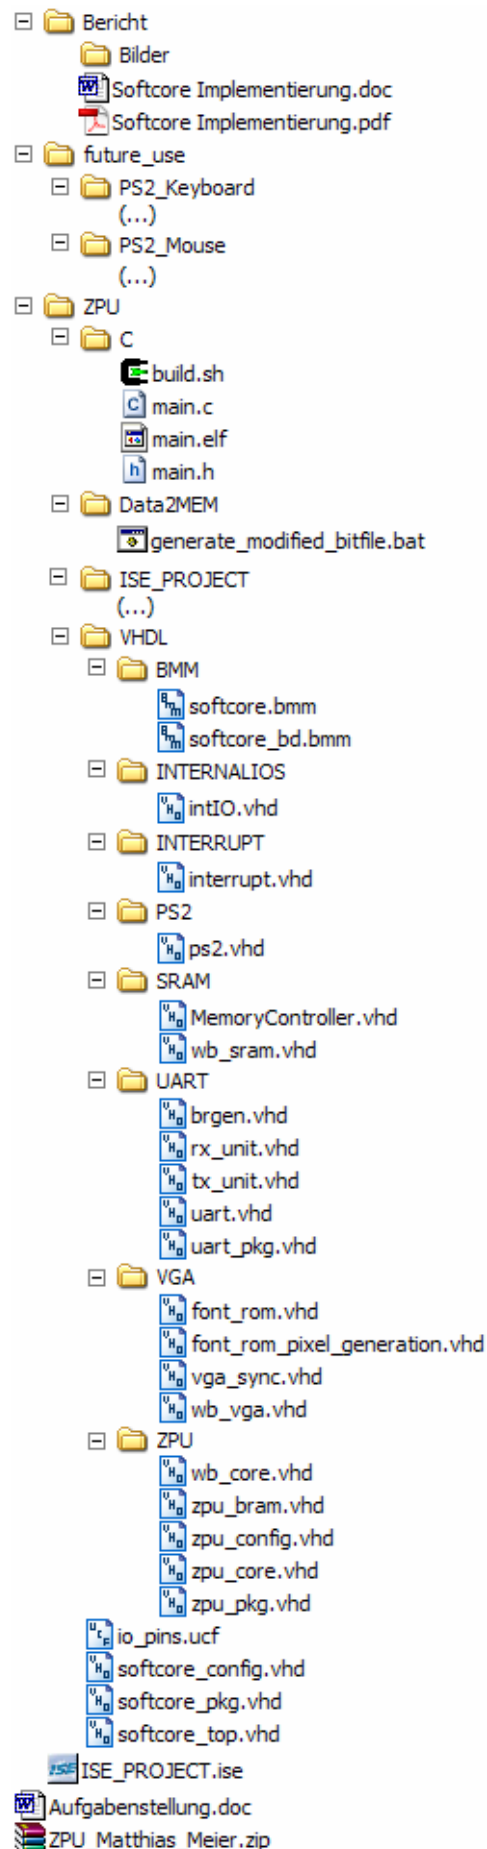 Bericht
Bilder
Softcore Implementierung.doc
Softcore Implementierung.pdf
future_use
PS2_Keyboard
(...)
PS2_Mouse
(...)
ZPU
C
build.sh
main.c
main.elf
main.h
Data2MEM
generate_modified_bitfile.bat
ISE_PROJECT
(...)
VHDL
BMM
softcore.bmm
softcore_bd.bmm
INTERNALIOS
intIO.vhd
INTERRUPT
interrupt.vhd
PS2
ps2.vhd
SRAM
MemoryController.vhd
wb_sram.vhd
UART
brgen.vhd
rx_unit.vhd
tx_unit.vhd
uart.vhd
uart_pkg.vhd
VGA
font_rom.vhd
font_rom_pixel_generation.vhd
vga_sync.vhd
wb_vga.vhd
ZPU
wb_core.vhd
zpu_bram.vhd
zpu_config.vhd
zpu_core.vhd
zpu_pkg.vhd
io_pins.ucf
softcore_config.vhd
softcore_pkg.vhd
softcore_top.vhd
ISE_PROJECT.ise
Aufgabenstellung.doc
ZPU_Matthias_Meier.zip